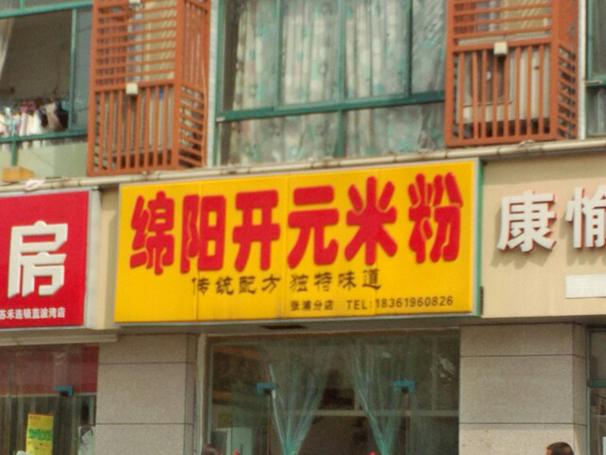 绵阳开元米粉
传统配方 独特味道
张浦分店 TEL:18361960826
房
康愉